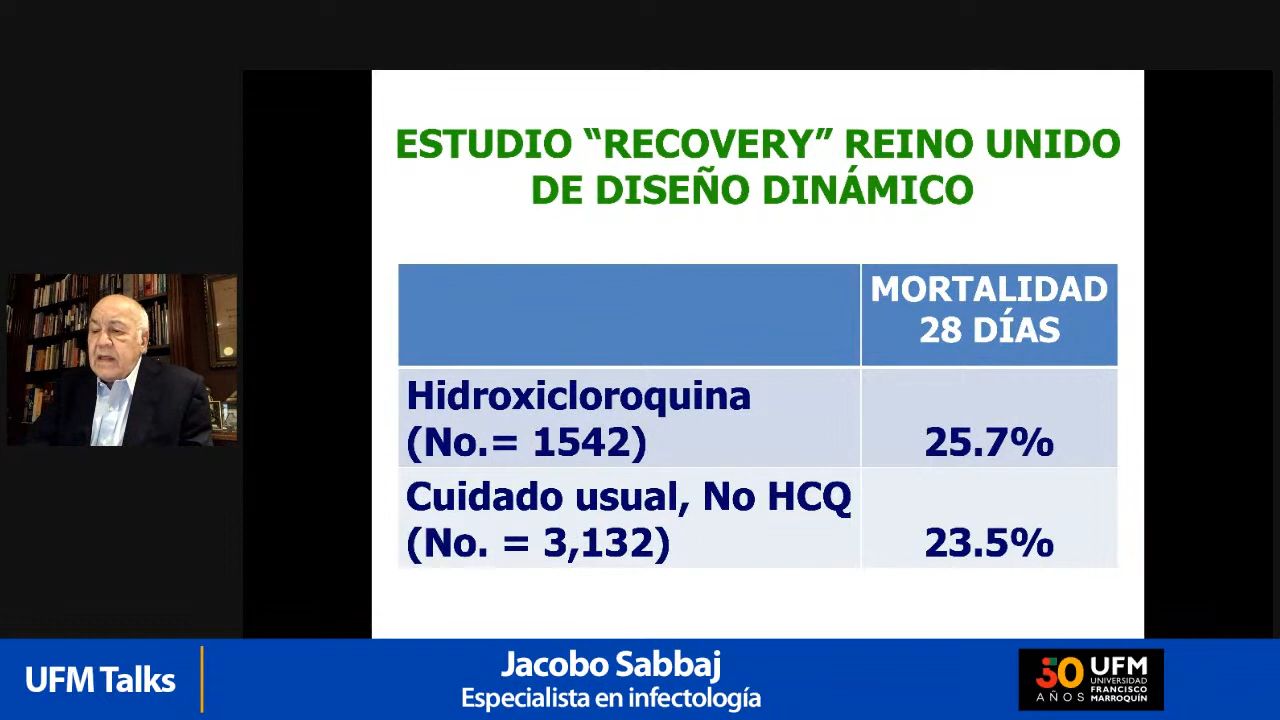 ESTUDIO “RECOVERY” REINO UNIDO
DE DISEÑO DINÁMICO
MORTALIDAD
28 DÍAS
Hidroxicloroquina
(No.= 1542)
25.7%
Cuidado usual, No HCQ
(No. = 3,132)
23.5%
UFM Talks
Jacobo Sabbaj
Especialista en infectología
50
AÑOS
UFM
UNIVERSIDAD
FRANCISCO
MARROQUÍN